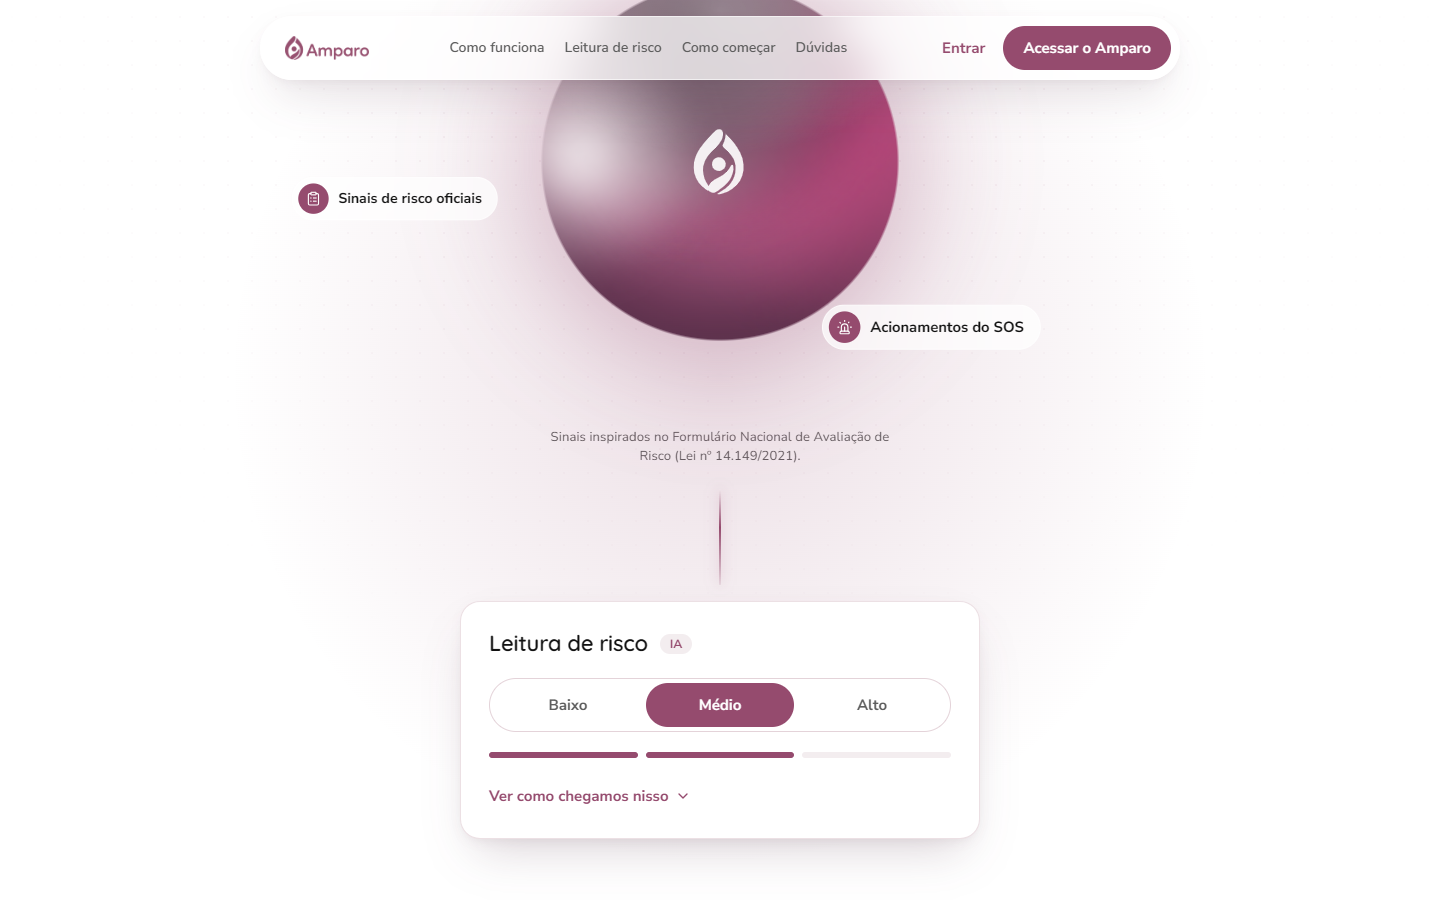 Amparo
Como funciona
Leitura de risco
Como começar
Dúvidas
Entrar
Acessar o Amparo
Sinais de risco oficiais
Acionamentos do SOS
Sinais inspirados no Formulário Nacional de Avaliação de
Risco (Lei nº 14.149/2021).
Leitura de risco IA
Baixo
Médio
Alto
Ver como chegamos nisso